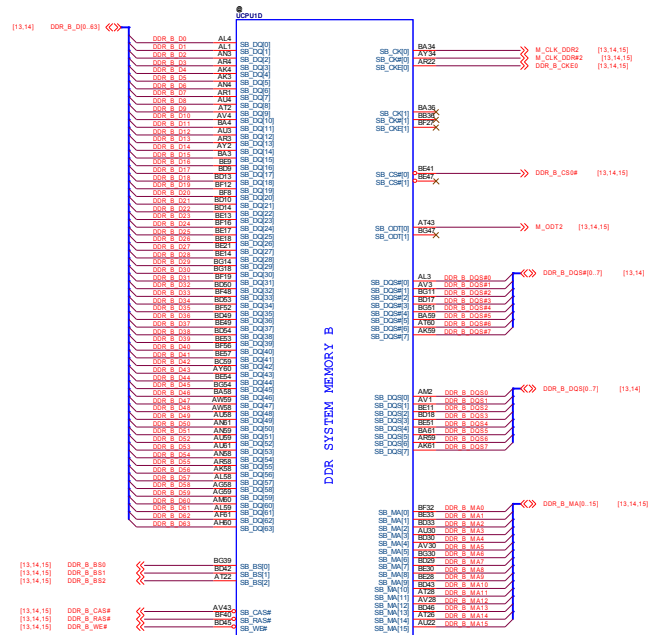 @
UCPU1D
[13,14] DDR_B_D[0..63]
DDR_B_D0 AL4 SB_DQ[0]
DDR_B_D1 AL1 SB_DQ[1]
DDR_B_D2 AN3 SB_DQ[2]
DDR_B_D3 AR4 SB_DQ[3]
DDR_B_D4 AK4 SB_DQ[4]
DDR_B_D5 AK3 SB_DQ[5]
DDR_B_D6 AN4 SB_DQ[6]
DDR_B_D7 AR1 SB_DQ[7]
DDR_B_D8 AU4 SB_DQ[8]
DDR_B_D9 AT2 SB_DQ[9]
DDR_B_D10 AV4 SB_DQ[10]
DDR_B_D11 BA4 SB_DQ[11]
DDR_B_D12 AU3 SB_DQ[12]
DDR_B_D13 AR3 SB_DQ[13]
DDR_B_D14 AY2 SB_DQ[14]
DDR_B_D15 BA3 SB_DQ[15]
DDR_B_D16 BE9 SB_DQ[16]
DDR_B_D17 BD9 SB_DQ[17]
DDR_B_D18 BD13 SB_DQ[18]
DDR_B_D19 BF12 SB_DQ[19]
DDR_B_D20 BF8 SB_DQ[20]
DDR_B_D21 BD10 SB_DQ[21]
DDR_B_D22 BD14 SB_DQ[22]
DDR_B_D23 BE13 SB_DQ[23]
DDR_B_D24 BF16 SB_DQ[24]
DDR_B_D25 BE17 SB_DQ[25]
DDR_B_D26 BE18 SB_DQ[26]
DDR_B_D27 BE21 SB_DQ[27]
DDR_B_D28 BE14 SB_DQ[28]
DDR_B_D29 BG14 SB_DQ[29]
DDR_B_D30 BG18 SB_DQ[30]
DDR_B_D31 BF19 SB_DQ[31]
DDR_B_D32 BD50 SB_DQ[32]
DDR_B_D33 BF48 SB_DQ[33]
DDR_B_D34 BD53 SB_DQ[34]
DDR_B_D35 BF52 SB_DQ[35]
DDR_B_D36 BD49 SB_DQ[36]
DDR_B_D37 BE49 SB_DQ[37]
DDR_B_D38 BD54 SB_DQ[38]
DDR_B_D39 BE53 SB_DQ[39]
DDR_B_D40 BF56 SB_DQ[40]
DDR_B_D41 BE57 SB_DQ[41]
DDR_B_D42 BC59 SB_DQ[42]
DDR_B_D43 AY60 SB_DQ[43]
DDR_B_D44 BE54 SB_DQ[44]
DDR_B_D45 BG54 SB_DQ[45]
DDR_B_D46 BA58 SB_DQ[46]
DDR_B_D47 AW59 SB_DQ[47]
DDR_B_D48 AW58 SB_DQ[48]
DDR_B_D49 AU58 SB_DQ[49]
DDR_B_D50 AN61 SB_DQ[50]
DDR_B_D51 AN59 SB_DQ[51]
DDR_B_D52 AU59 SB_DQ[52]
DDR_B_D53 AU61 SB_DQ[53]
DDR_B_D54 AN58 SB_DQ[54]
DDR_B_D55 AR58 SB_DQ[55]
DDR_B_D56 AK58 SB_DQ[56]
DDR_B_D57 AL58 SB_DQ[57]
DDR_B_D58 AG58 SB_DQ[58]
DDR_B_D59 AG59 SB_DQ[59]
DDR_B_D60 AM60 SB_DQ[60]
DDR_B_D61 AL59 SB_DQ[61]
DDR_B_D62 AF61 SB_DQ[62]
DDR_B_D63 AH60 SB_DQ[63]
[13,14,15] DDR_B_BS0 BG39 SB_BS[0]
[13,14,15] DDR_B_BS1 BD42 SB_BS[1]
[13,14,15] DDR_B_BS2 AT22 SB_BS[2]
[13,14,15] DDR_B_CAS# AV43 SB_CAS#
[13,14,15] DDR_B_RAS# BF40 SB_RAS#
[13,14,15] DDR_B_WE# BD45 SB_WE#
DDR SYSTEM MEMORY B
SB_CK[0] BA34 M_CLK_DDR2 [13,14,15]
SB_CK#[0] AY34 M_CLK_DDR#2 [13,14,15]
SB_CKE[0] AR22 DDR_B_CKE0 [13,14,15]
SB_CK[1] BA36
SB_CK#[1] BB36
SB_CKE[1] BF27
SB_CS#[0] BE41 DDR_B_CS0# [13,14,15]
SB_CS#[1] BE47
SB_ODT[0] AT43 M_ODT2 [13,14,15]
SB_ODT[1] BG47
DDR_B_DQS#[0..7] [13,14]
SB_DQS#[0] AL3 DDR_B_DQS#0
SB_DQS#[1] AV3 DDR_B_DQS#1
SB_DQS#[2] BG11 DDR_B_DQS#2
SB_DQS#[3] BD17 DDR_B_DQS#3
SB_DQS#[4] BG51 DDR_B_DQS#4
SB_DQS#[5] BA59 DDR_B_DQS#5
SB_DQS#[6] AT60 DDR_B_DQS#6
SB_DQS#[7] AK59 DDR_B_DQS#7
DDR_B_DQS[0..7] [13,14]
SB_DQS[0] AM2 DDR_B_DQS0
SB_DQS[1] AV1 DDR_B_DQS1
SB_DQS[2] BE11 DDR_B_DQS2
SB_DQS[3] BD18 DDR_B_DQS3
SB_DQS[4] BE51 DDR_B_DQS4
SB_DQS[5] BA61 DDR_B_DQS5
SB_DQS[6] AR59 DDR_B_DQS6
SB_DQS[7] AK61 DDR_B_DQS7
DDR_B_MA[0..15] [13,14,15]
SB_MA[0] BF32 DDR_B_MA0
SB_MA[1] BE33 DDR_B_MA1
SB_MA[2] BD33 DDR_B_MA2
SB_MA[3] AU30 DDR_B_MA3
SB_MA[4] BD30 DDR_B_MA4
SB_MA[5] AV30 DDR_B_MA5
SB_MA[6] BG30 DDR_B_MA6
SB_MA[7] BD29 DDR_B_MA7
SB_MA[8] BE30 DDR_B_MA8
SB_MA[9] BE28 DDR_B_MA9
SB_MA[10] BD43 DDR_B_MA10
SB_MA[11] AT28 DDR_B_MA11
SB_MA[12] AV28 DDR_B_MA12
SB_MA[13] BD46 DDR_B_MA13
SB_MA[14] AT26 DDR_B_MA14
SB_MA[15] AU22 DDR_B_MA15